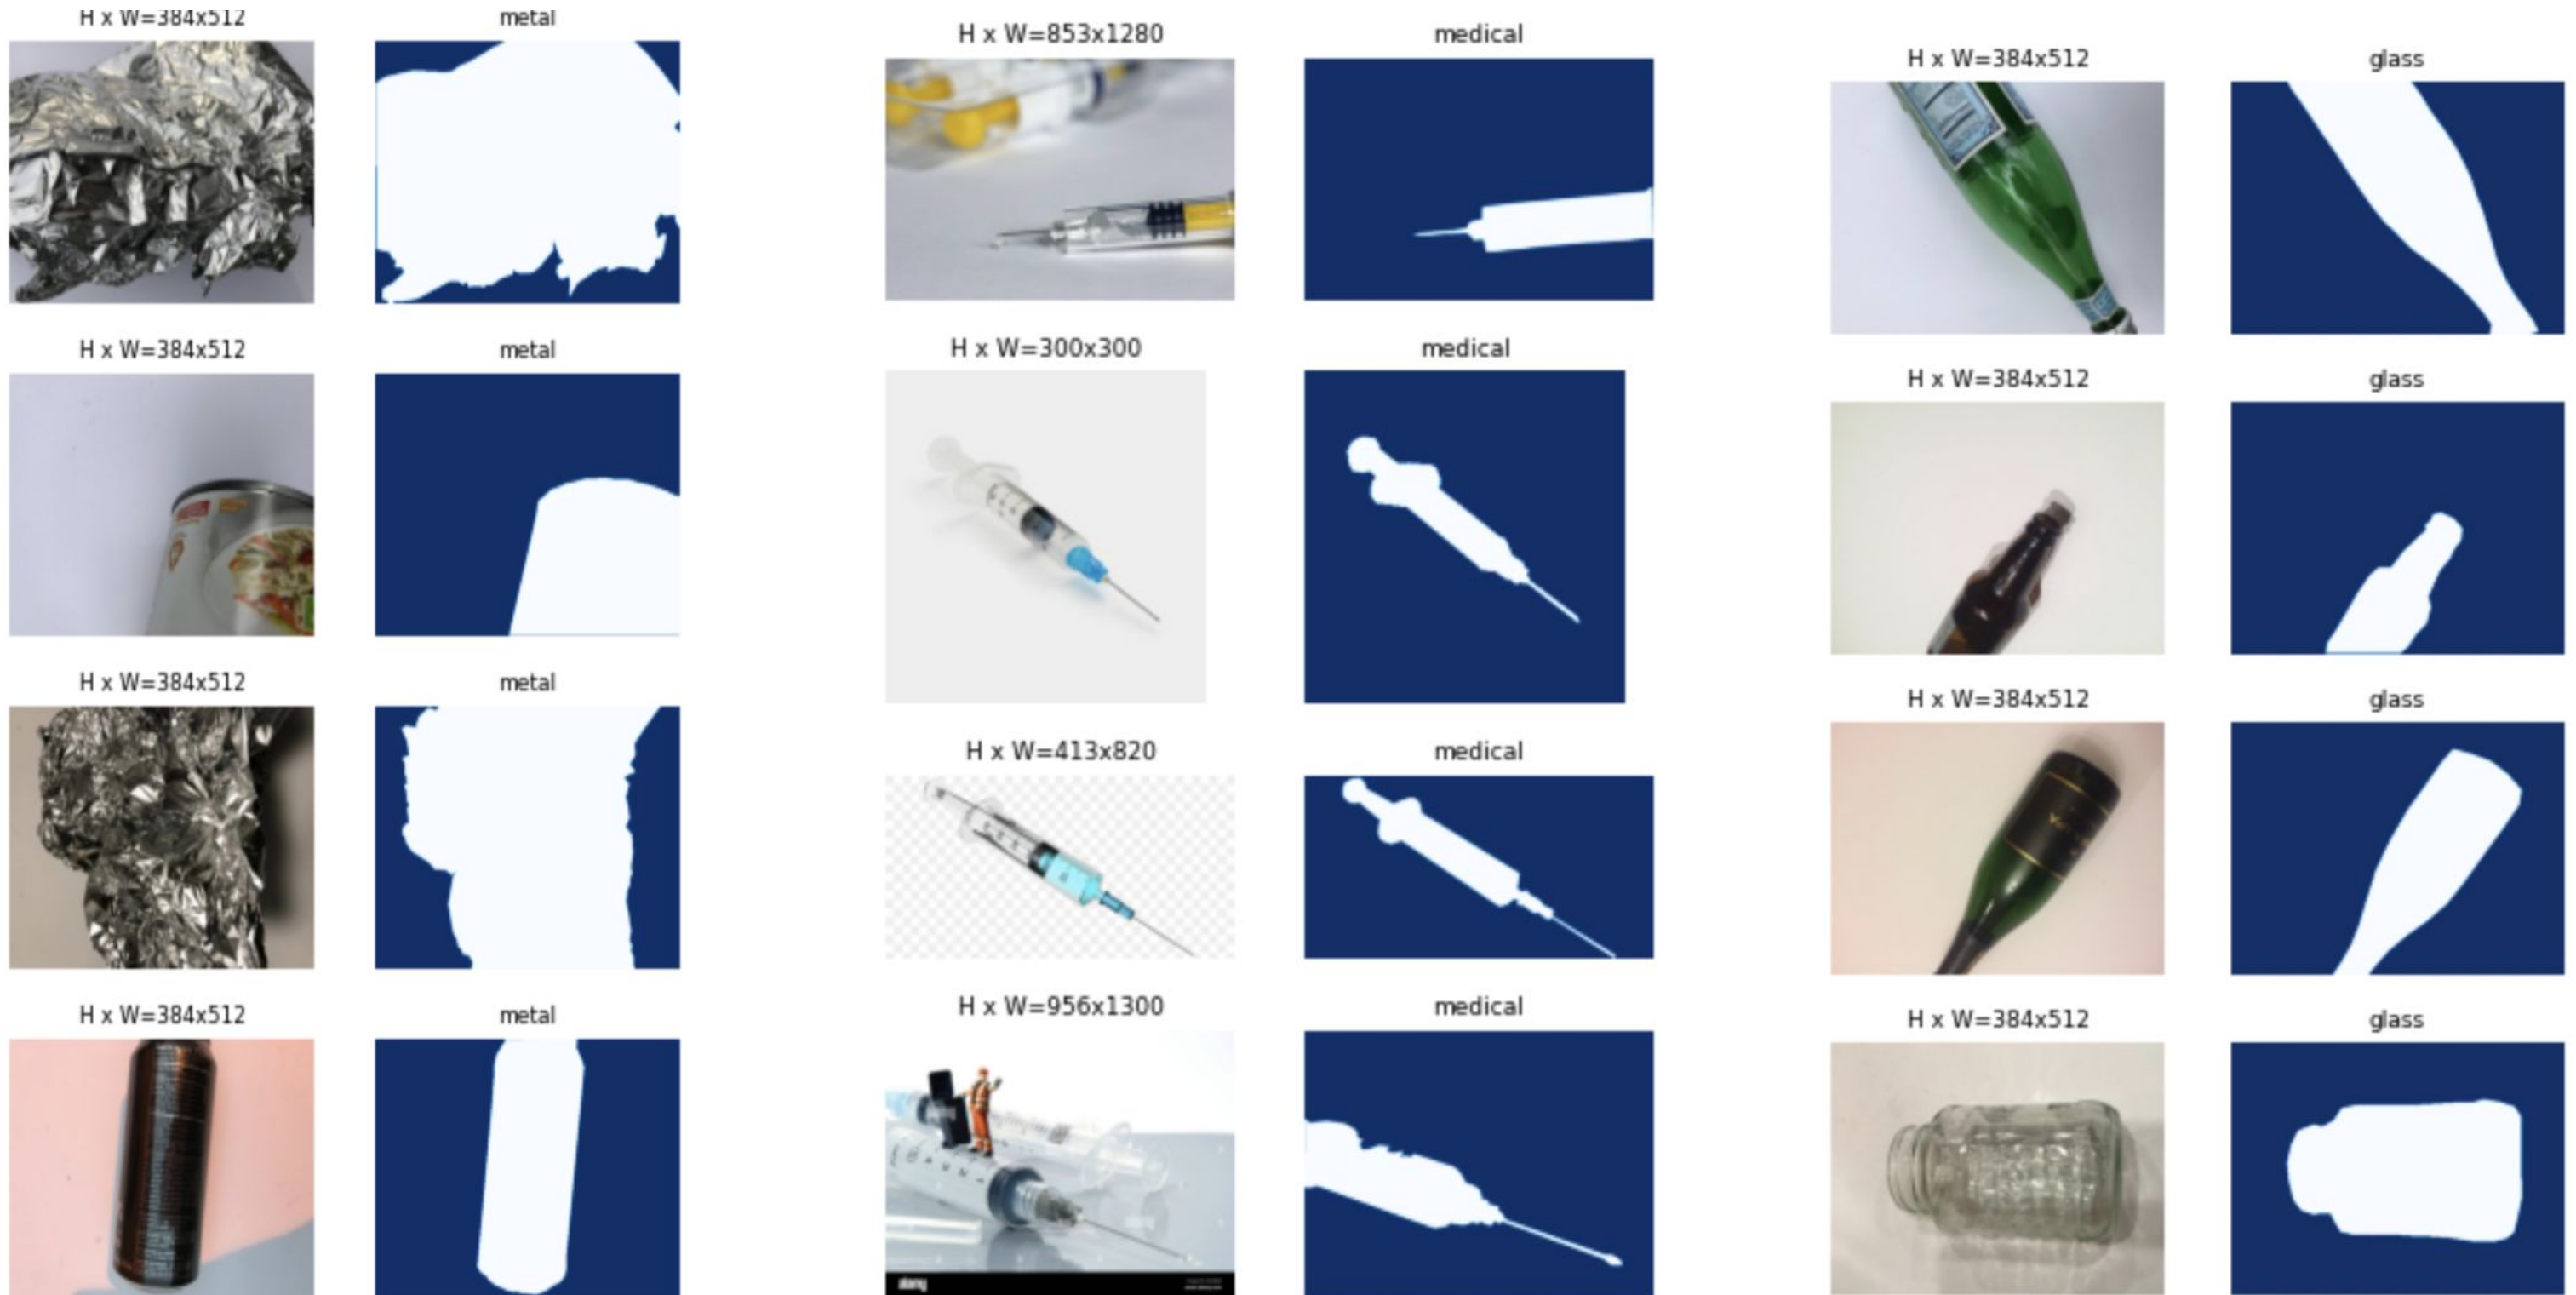 H x W=384x512
metal
H x W=384x512
metal
H x W=384x512
metal
H x W=384x512
metal
H x W=853x1280
medical
H x W=300x300
medical
H x W=413x820
medical
H x W=956x1300
medical
alamy
H x W=384x512
glass
H x W=384x512
glass
H x W=384x512
glass
H x W=384x512
glass